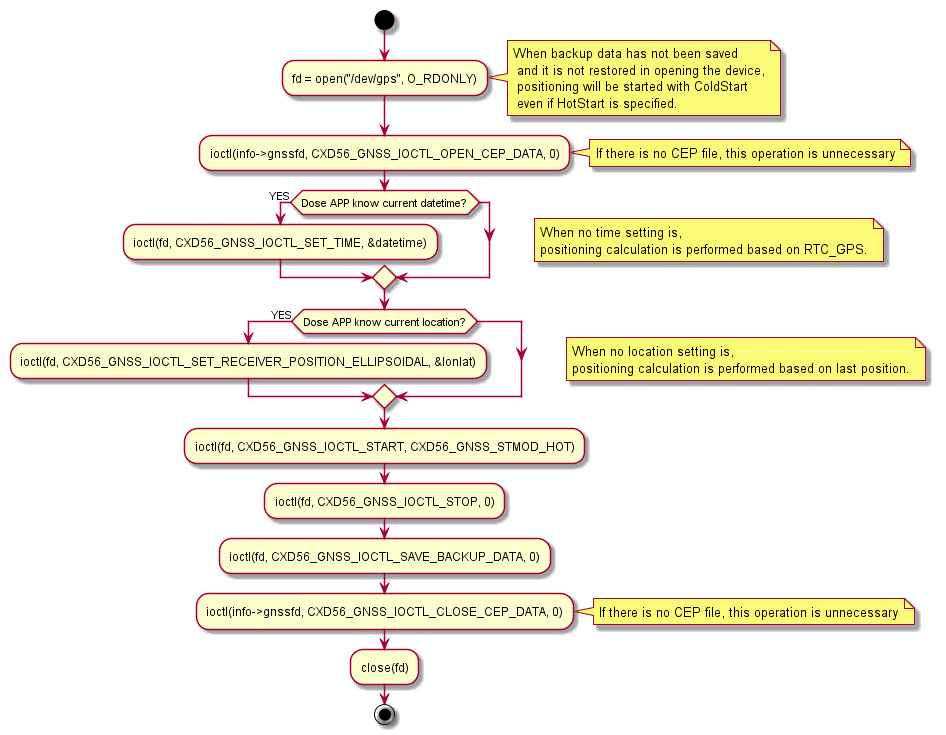 fd = open("/dev/gps", O_RDONLY)
When backup data has not been saved
and it is not restored in opening the device,
positioning will be started with ColdStart
even if HotStart is specified.
ioctl(info->gnssfd, CXD56_GNSS_IOCTL_OPEN_CEP_DATA, 0)
If there is no CEP file, this operation is unnecessary
YES
Dose APP know current datetime?
ioctl(fd, CXD56_GNSS_IOCTL_SET_TIME, &datetime)
When no time setting is,
positioning calculation is performed based on RTC_GPS.
YES
Dose APP know current location?
ioctl(fd, CXD56_GNSS_IOCTL_SET_RECEIVER_POSITION_ELLIPSOIDAL, &lonlat)
When no location setting is,
positioning calculation is performed based on last position.
ioctl(fd, CXD56_GNSS_IOCTL_START, CXD56_GNSS_STMOD_HOT)
ioctl(fd, CXD56_GNSS_IOCTL_STOP, 0)
ioctl(fd, CXD56_GNSS_IOCTL_SAVE_BACKUP_DATA, 0)
ioctl(info->gnssfd, CXD56_GNSS_IOCTL_CLOSE_CEP_DATA, 0)
If there is no CEP file, this operation is unnecessary
close(fd)